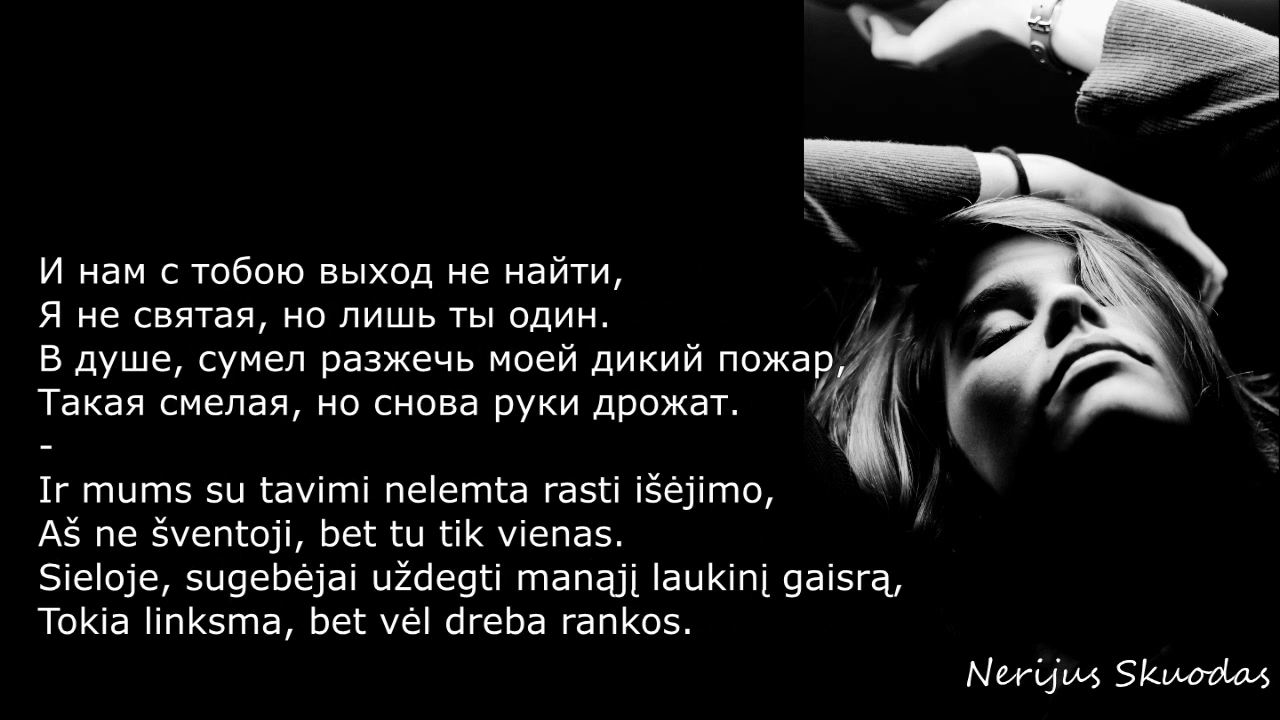 И нам с тобою выход не найти,
Я не святая, но лишь ты один.
В душе, сумел разжечь моей дикий пожар,
Такая смелая, но снова руки дрожат.
-
Ir mums su tavimi nelemta rasti išėjimo,
Aš ne šventoji, bet tu tik vienas.
Sieloje, sugebėjai uždegti manąjį laukinį gaisrą,
Tokia linksma, bet vėl dreba rankos.
Nerijus Skuodas